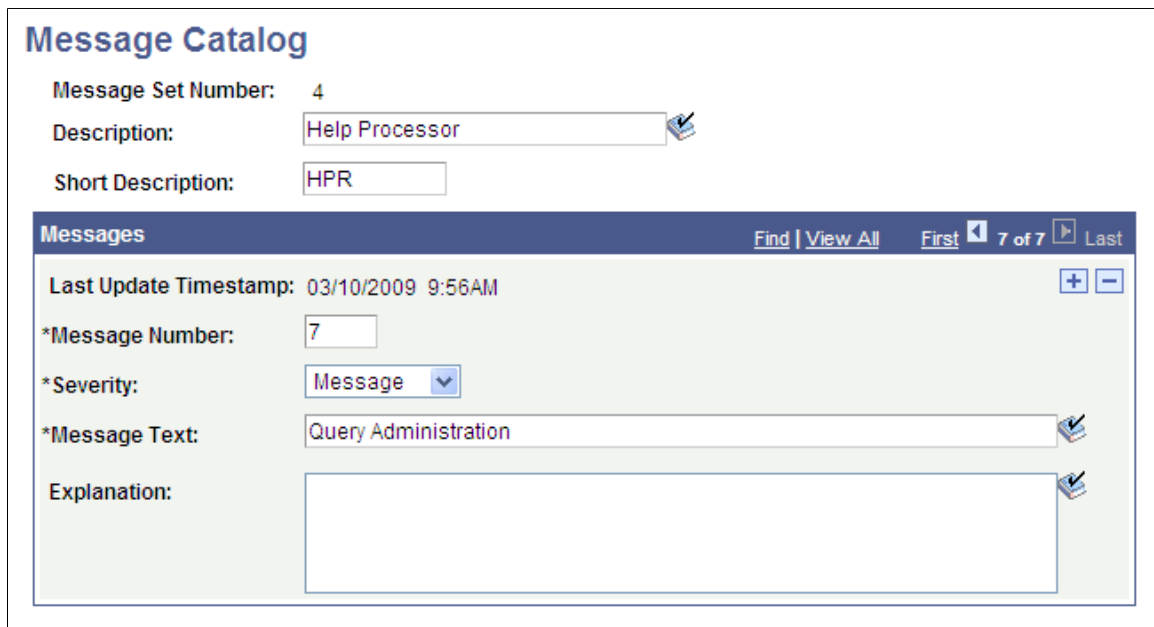 Message Catalog
Message Set Number: 4
Description: Help Processor
Short Description: HPR
Messages Find | View All First 7 of 7 Last
Last Update Timestamp: 03/10/2009 9:56AM
*Message Number: 7
*Severity: Message
*Message Text: Query Administration
Explanation: